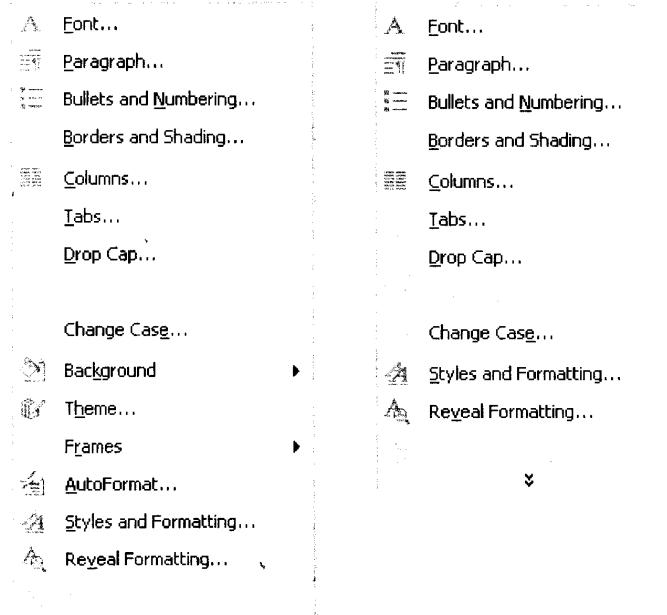 Font...
Paragraph...
Bullets and Numbering...
Borders and Shading...
Columns...
Tabs...
Drop Cap...
Change Case...
Background
Theme...
Frames
AutoFormat...
Styles and Formatting...
Reveal Formatting...
Font...
Paragraph...
Bullets and Numbering...
Borders and Shading...
Columns...
Tabs...
Drop Cap...
Change Case...
Styles and Formatting...
Reveal Formatting...